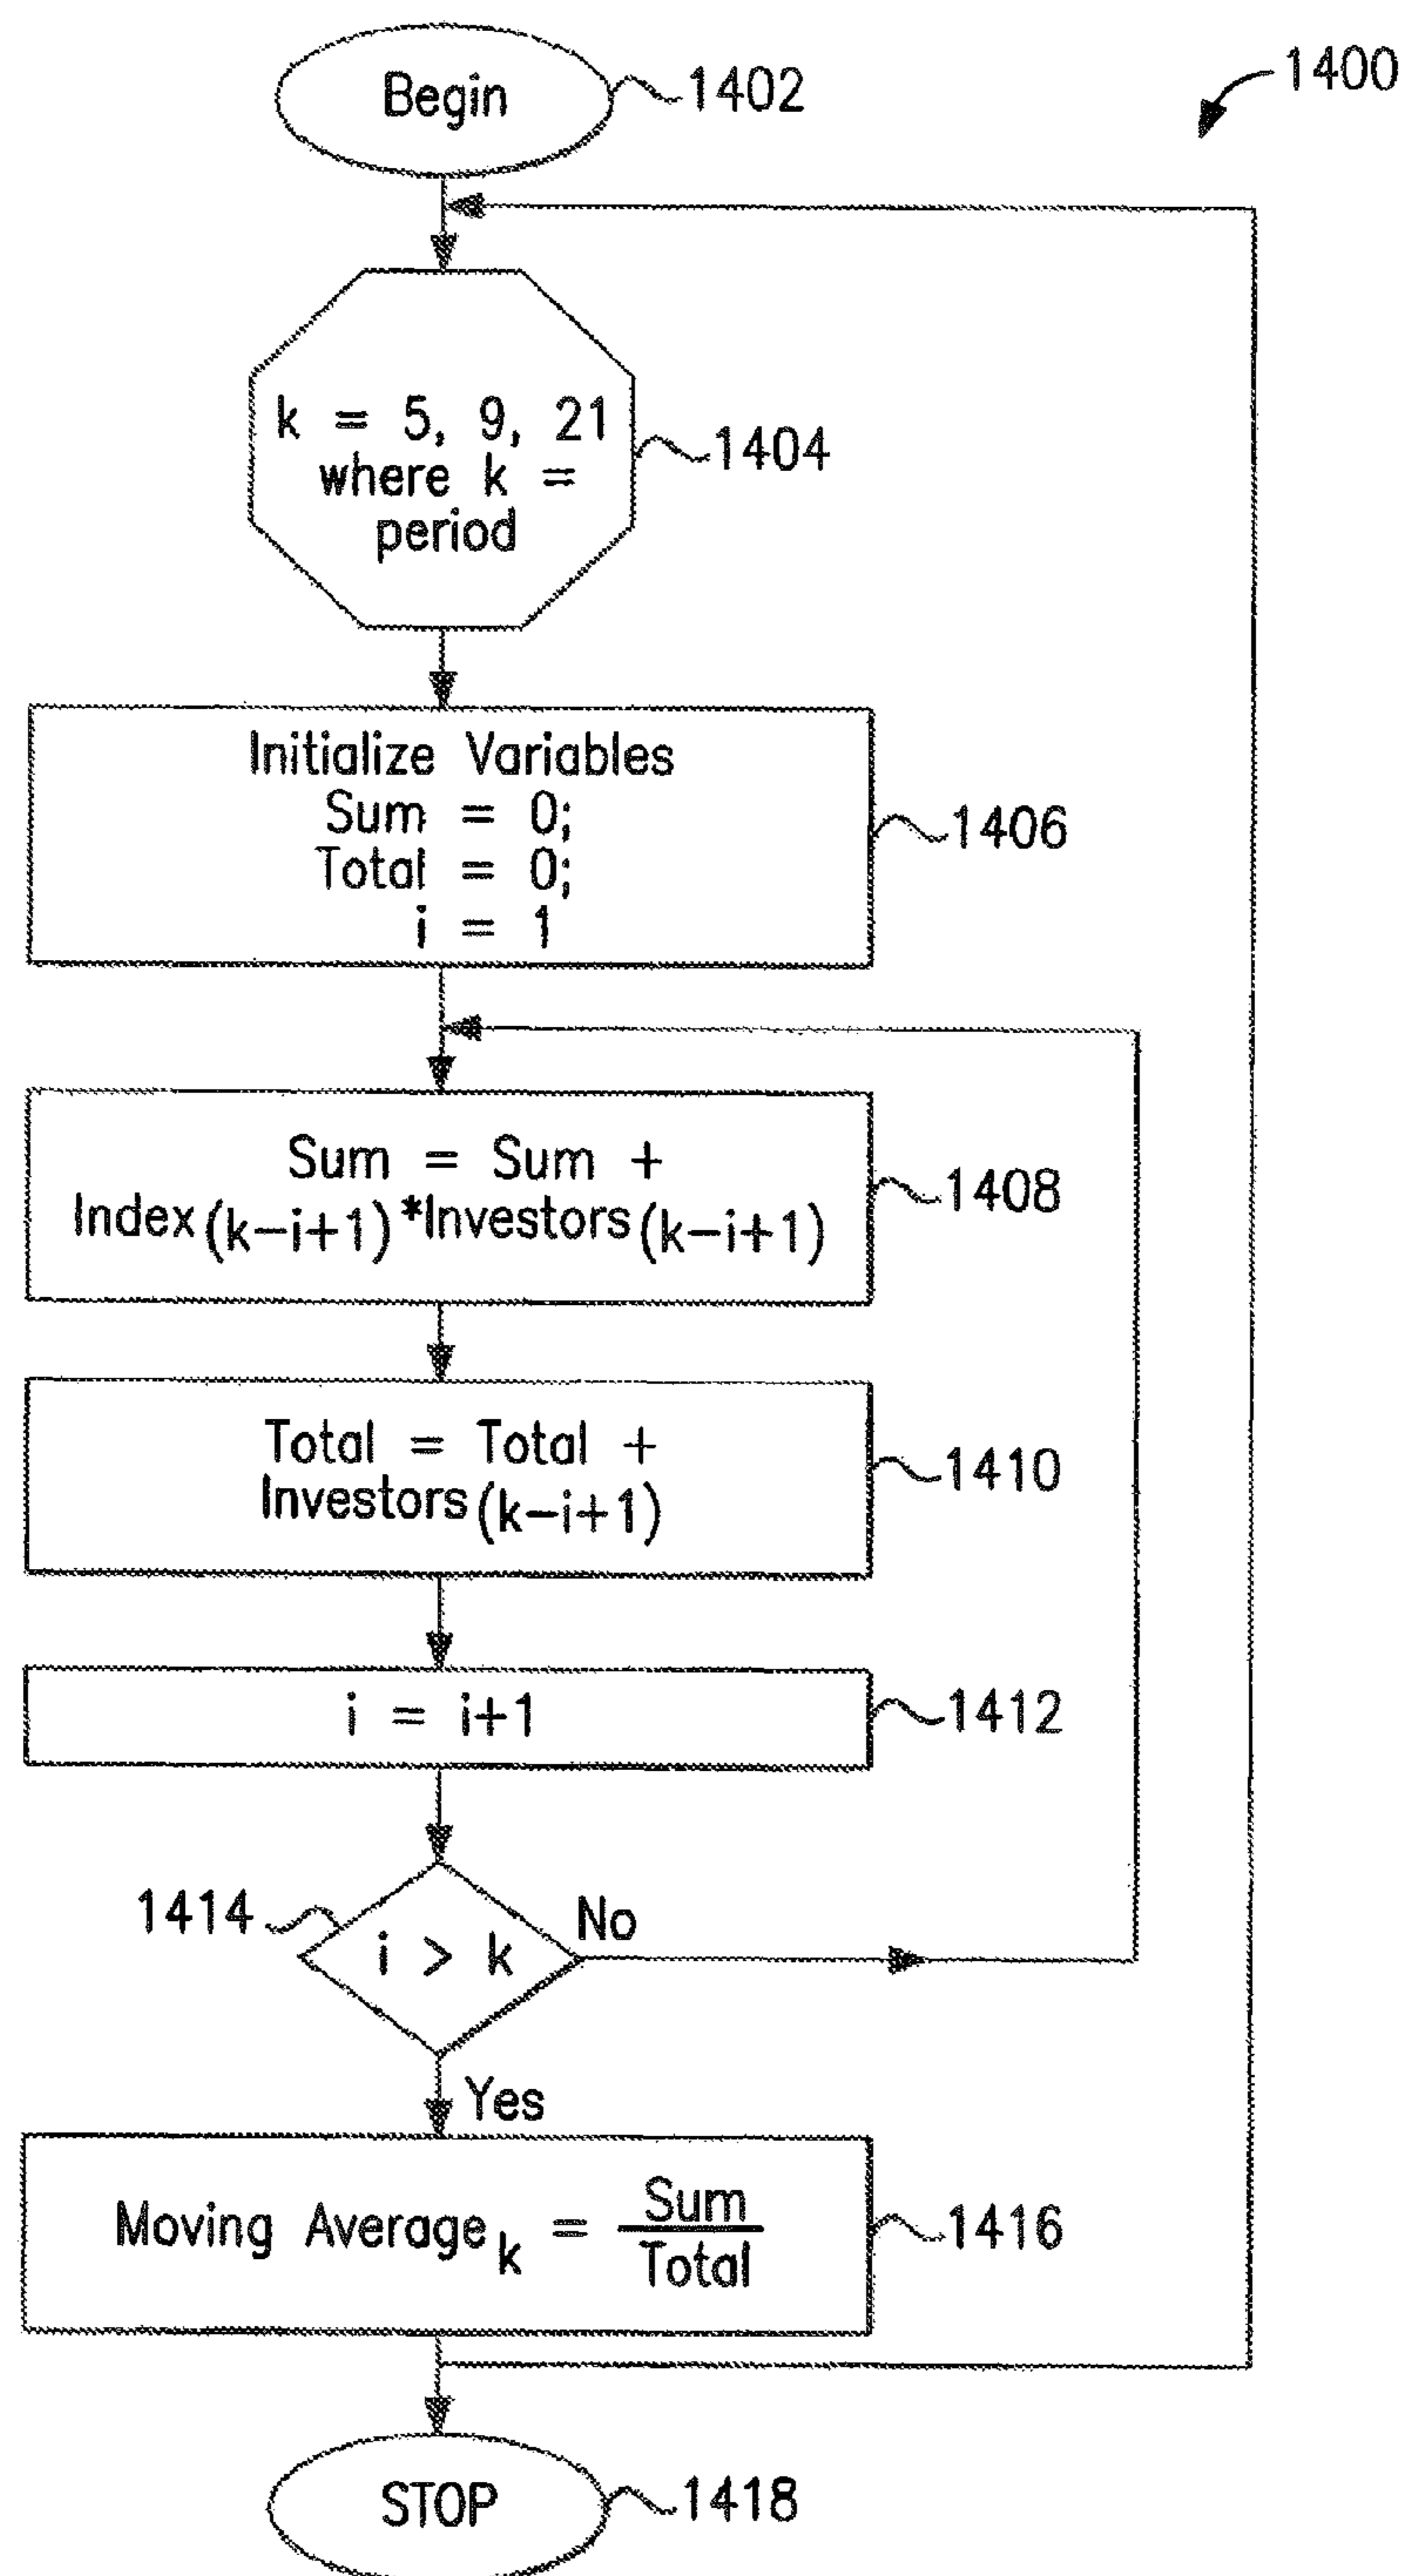 1400
Begin
1402
k = 5, 9, 21
where k =
period
1404
Initialize Variables
Sum = 0;
Total = 0;
i = 1
1406
Sum = Sum +
Index(k-i+1)*Investors(k-i+1)
1408
Total = Total +
Investors(k-i+1)
1410
i = i+1
1412
1414
i > k
No
Yes
Moving Average k = Sum
Total
1416
STOP
1418